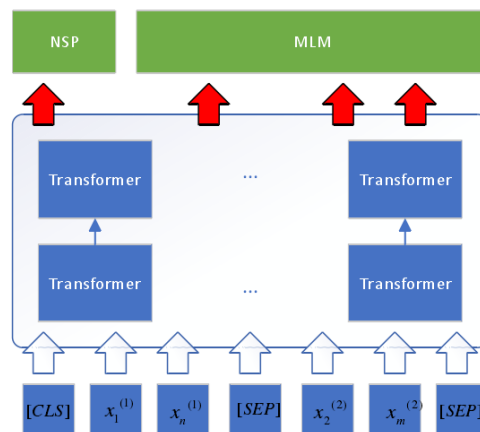 NSP MLM
Transformer ... Transformer
Transformer ... Transformer
[CLS] x₁⁽¹⁾ xₙ⁽¹⁾ [SEP] x₂⁽²⁾ xₘ⁽²⁾ [SEP]